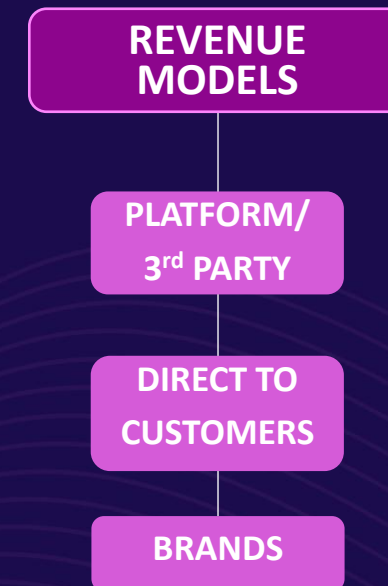 REVENUE
MODELS
PLATFORM/
3rd PARTY
DIRECT TO
CUSTOMERS
BRANDS